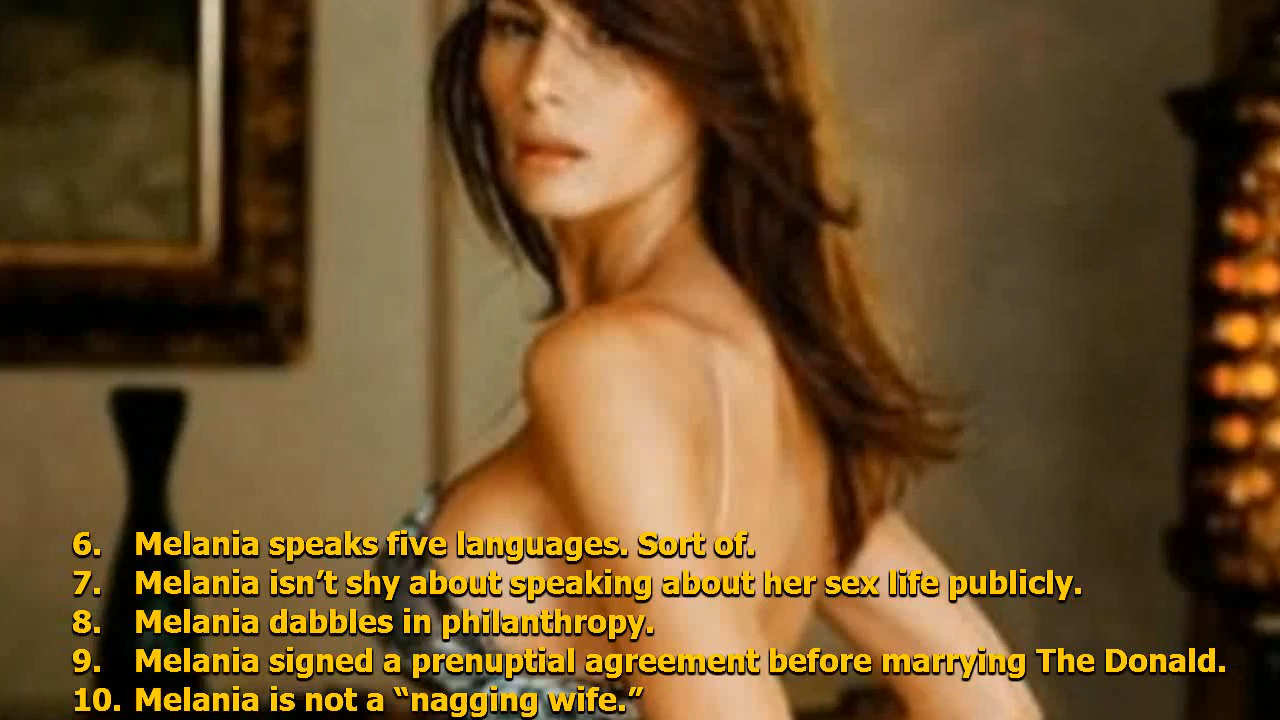 6. Melania speaks five languages. Sort of.
7. Melania isn’t shy about speaking about her sex life publicly.
8. Melania dabbles in philanthropy.
9. Melania signed a prenuptial agreement before marrying The Donald.
10. Melania is not a “nagging wife.”